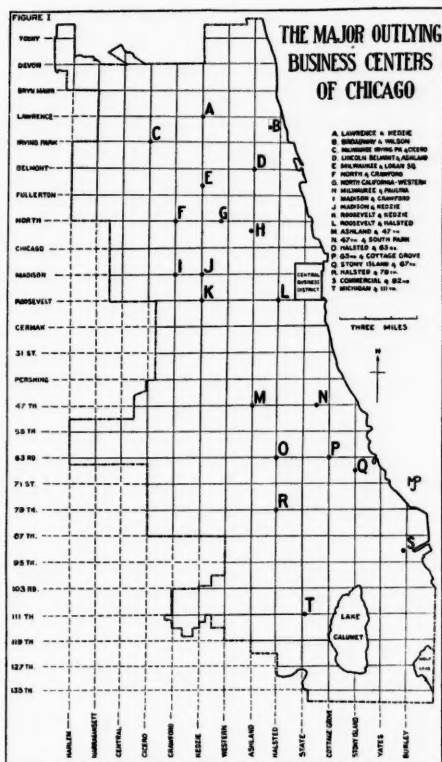 FIGURE I
THE MAJOR OUTLYING
BUSINESS CENTERS
OF CHICAGO
TOUHY
DEVON
BRYN MAWR
LAWRENCE
IRVING PARK
BELMONT
FULLERTON
NORTH
CHICAGO
MADISON
ROOSEVELT
CERMAK
31 ST.
PERSHING
47 TH.
55 TH.
63 RD.
71 ST.
79 TH.
87 TH.
95 TH.
103 RD.
111 TH.
119 TH.
127 TH.
135 TH.
A
B
C
D
E
F
G
H
I
J
K
L
M
N
O
P
Q
R
S
T
CENTRAL
BUSINESS
DISTRICT
LAKE
CALUMET
WOLF
LAKE
A LAWRENCE & KEDZIE
B BROADWAY & WILSON
C MILWAUKEE IRVING PK & CICERO
D LINCOLN BELMONT & ASHLAND
E MILWAUKEE & LOGAN SQ.
F NORTH & CRAWFORD
G NORTH CALIFORNIA-WESTERN
H MILWAUKEE & PAULINA
I MADISON & CRAWFORD
J MADISON & KEDZIE
K ROOSEVELT & KEDZIE
L ROOSEVELT & HALSTED
M ASHLAND & 47TH
N 47TH & SOUTH PARK
O HALSTED & 63RD
P 63RD & COTTAGE GROVE
Q STONY ISLAND & 67TH
R HALSTED & 79TH
S COMMERCIAL & 92ND
T MICHIGAN & 111TH
THREE MILES
N
HARLEM
NARRAGANSETT
CENTRAL
CICERO
CRAWFORD
KEDZIE
WESTERN
ASHLAND
HALSTED
STATE
COTTAGE GROVE
STONY ISLAND
YATES
BURLEY